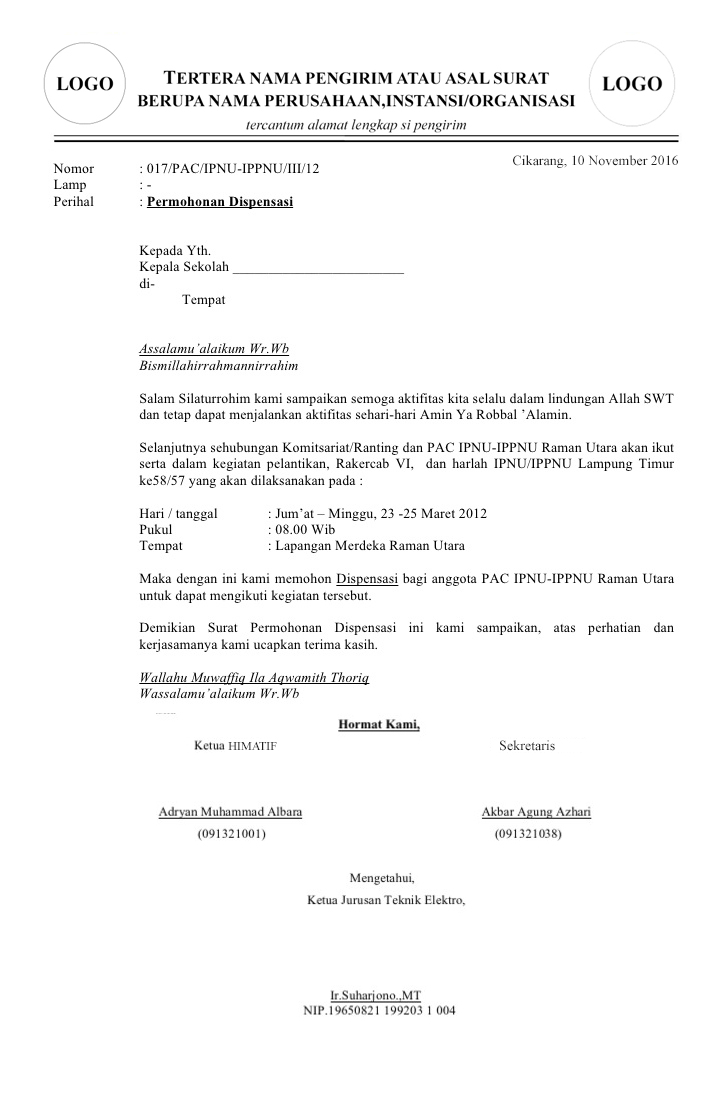 LOGO
TERTERA NAMA PENGIRIM ATAU ASAL SURAT
BERUPA NAMA PERUSAHAAN,INSTANSI/ORGANISASI
tercantum alamat lengkap si pengirim
LOGO
Cikarang, 10 November 2016
Nomor : 017/PAC/IPNU-IPPNU/III/12
Lamp : -
Perihal : Permohonan Dispensasi
Kepada Yth.
Kepala Sekolah ________________________
di-
Tempat
Assalamu’alaikum Wr.Wb
Bismillahirrahmannirrahim
Salam Silaturrohim kami sampaikan semoga aktifitas kita selalu dalam lindungan Allah SWT
dan tetap dapat menjalankan aktifitas sehari-hari Amin Ya Robbal ’Alamin.
Selanjutnya sehubungan Komitsariat/Ranting dan PAC IPNU-IPPNU Raman Utara akan ikut
serta dalam kegiatan pelantikan, Rakercab VI, dan harlah IPNU/IPPNU Lampung Timur
ke58/57 yang akan dilaksanakan pada :
Hari / tanggal : Jum’at – Minggu, 23 -25 Maret 2012
Pukul : 08.00 Wib
Tempat : Lapangan Merdeka Raman Utara
Maka dengan ini kami memohon Dispensasi bagi anggota PAC IPNU-IPPNU Raman Utara
untuk dapat mengikuti kegiatan tersebut.
Demikian Surat Permohonan Dispensasi ini kami sampaikan, atas perhatian dan
kerjasamanya kami ucapkan terima kasih.
Wallahu Muwaffiq Ila Aqwamith Thoriq
Wassalamu’alaikum Wr.Wb
Hormat Kami,
Ketua HIMATIF Sekretaris
Adryan Muhammad Albara Akbar Agung Azhari
(091321001) (091321038)
Mengetahui,
Ketua Jurusan Teknik Elektro,
Ir.Suharjono.,MT
NIP.19650821 199203 1 004